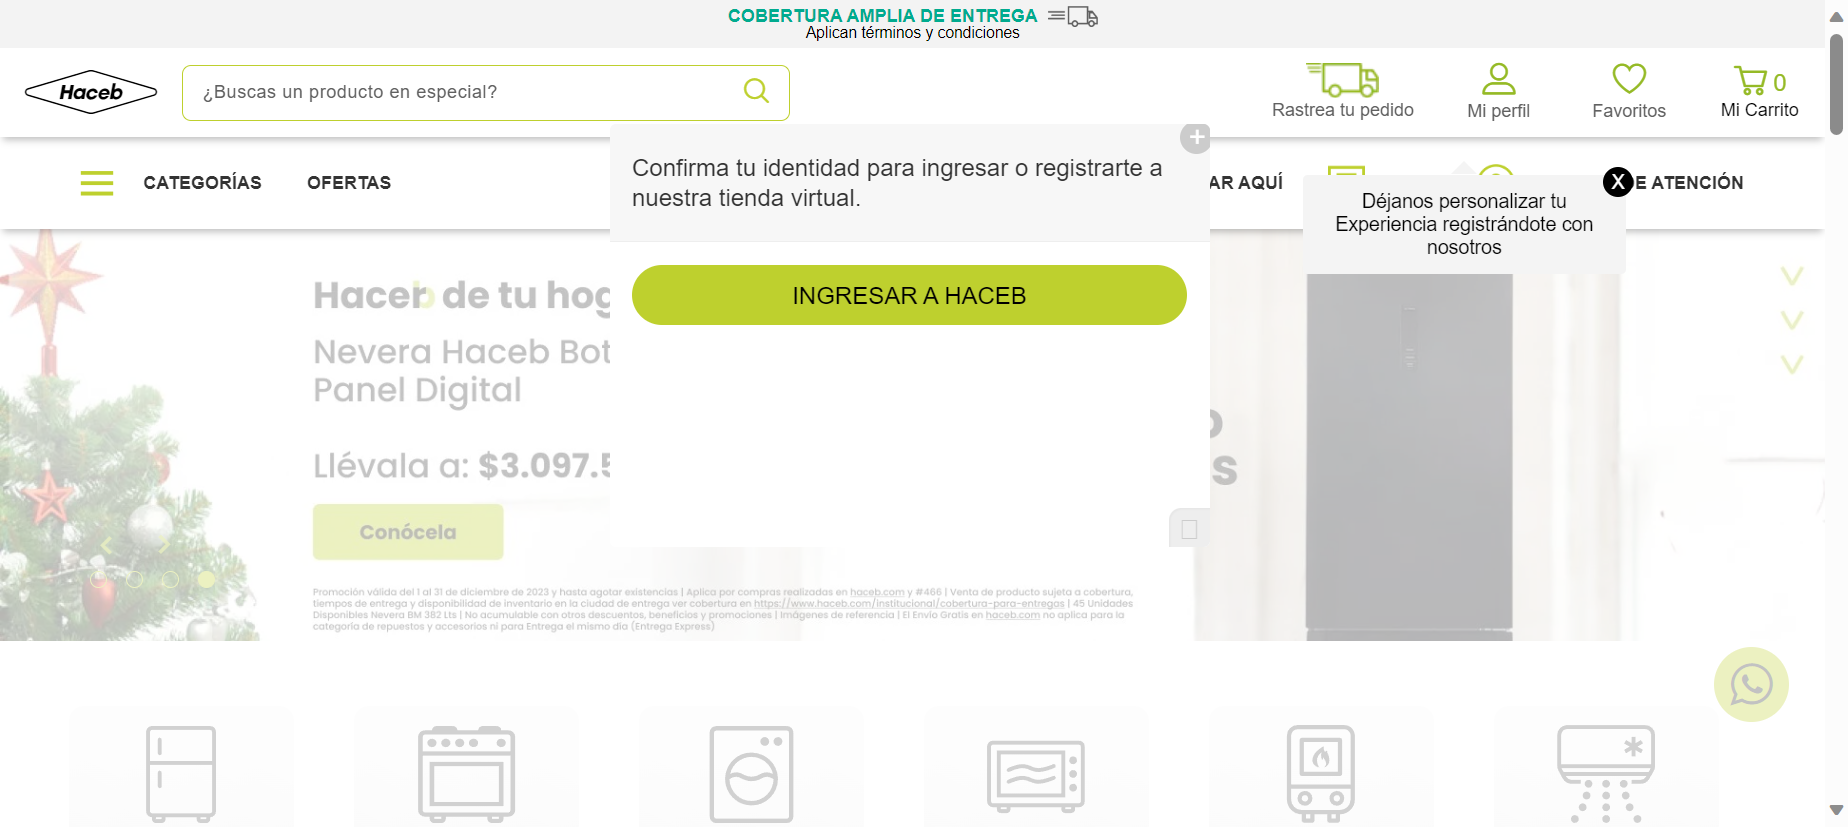 COBERTURA AMPLIA DE ENTREGA
Aplican términos y condiciones
Haceb
¿Buscas un producto en especial?
Rastrea tu pedido
Mi perfil
Favoritos
0
Mi Carrito
CATEGORÍAS
OFERTAS
AR AQUÍ
E ATENCIÓN
Confirma tu identidad para ingresar o registrarte a
nuestra tienda virtual.
INGRESAR A HACEB
X
Déjanos personalizar tu
Experiencia registrándote con
nosotros
de tu hog
Nevera Haceb Bot
Panel Digital
Llévala a: $3.097.5
Conócela
Promoción válida del 1 al 31 de diciembre de 2023 y hasta agotar existencias | Aplica por compras realizadas en haceb.com y #466 | Venta de producto sujeta a cobertura,
tiempos de entrega y disponibilidad de inventario en la ciudad de entrega ver cobertura en https://www.haceb.com/institucional/cobertura-para-entregas | 45 Unidades
Disponibles Nevera BM 382 Lts | No acumulable con otros descuentos, beneficios y promociones | Imágenes de referencia | El Envío Gratis en haceb.com no aplica para la
categoría de repuestos y accesorios ni para Entrega el mismo día (Entrega Express)